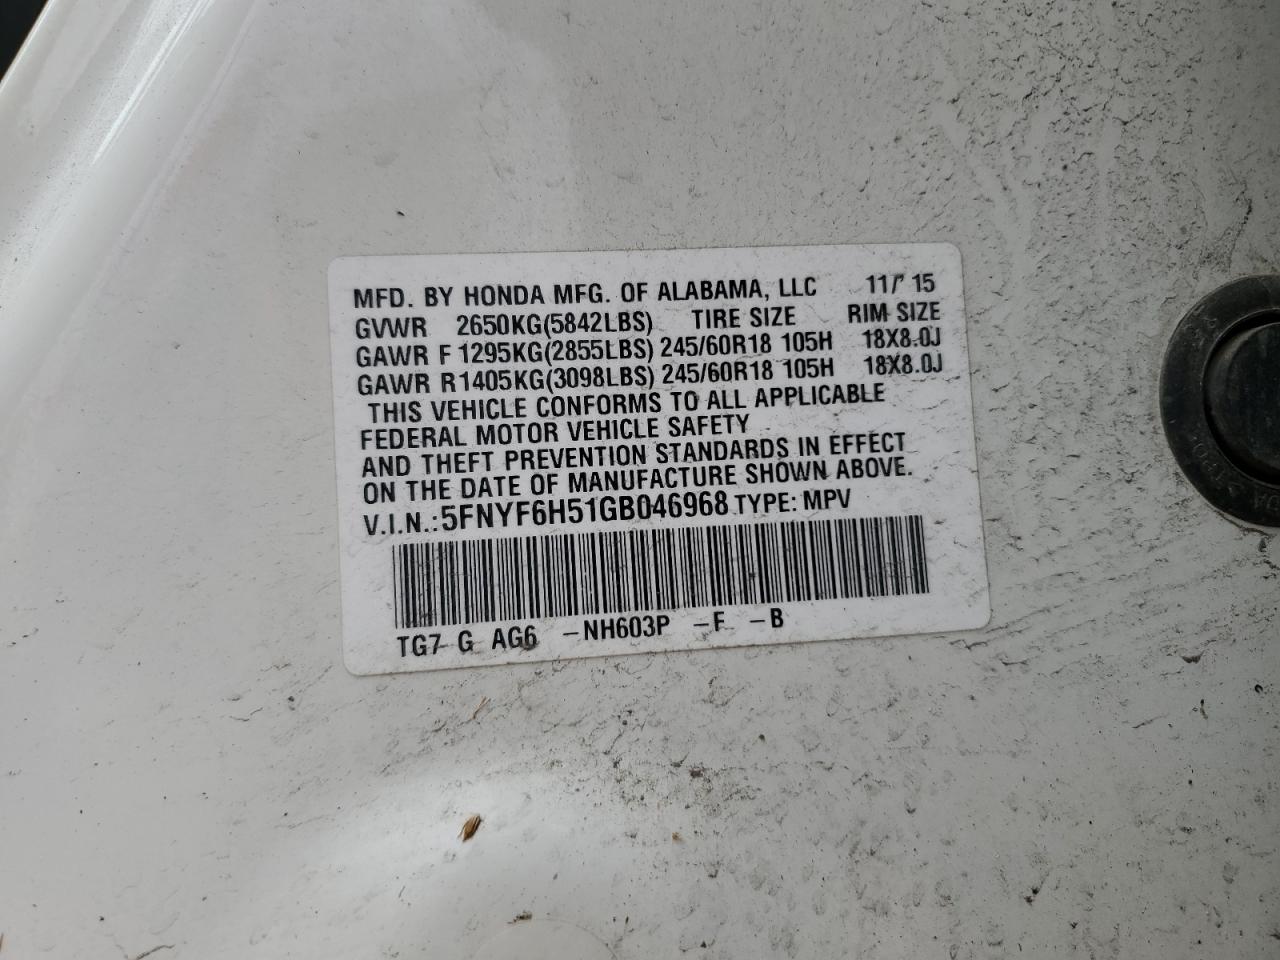 MFD. BY HONDA MFG. OF ALABAMA, LLC 11/ 15
GVWR 2650KG(5842LBS) TIRE SIZE RIM SIZE
GAWR F 1295KG(2855LBS) 245/60R18 105H 18X8.0J
GAWR R 1405KG(3098LBS) 245/60R18 105H 18X8.0J
THIS VEHICLE CONFORMS TO ALL APPLICABLE
FEDERAL MOTOR VEHICLE SAFETY
AND THEFT PREVENTION STANDARDS IN EFFECT
ON THE DATE OF MANUFACTURE SHOWN ABOVE.
V.I.N.:5FNYF6H51GB046968 TYPE: MPV
TG7 G AG6 -NH603P -F -B